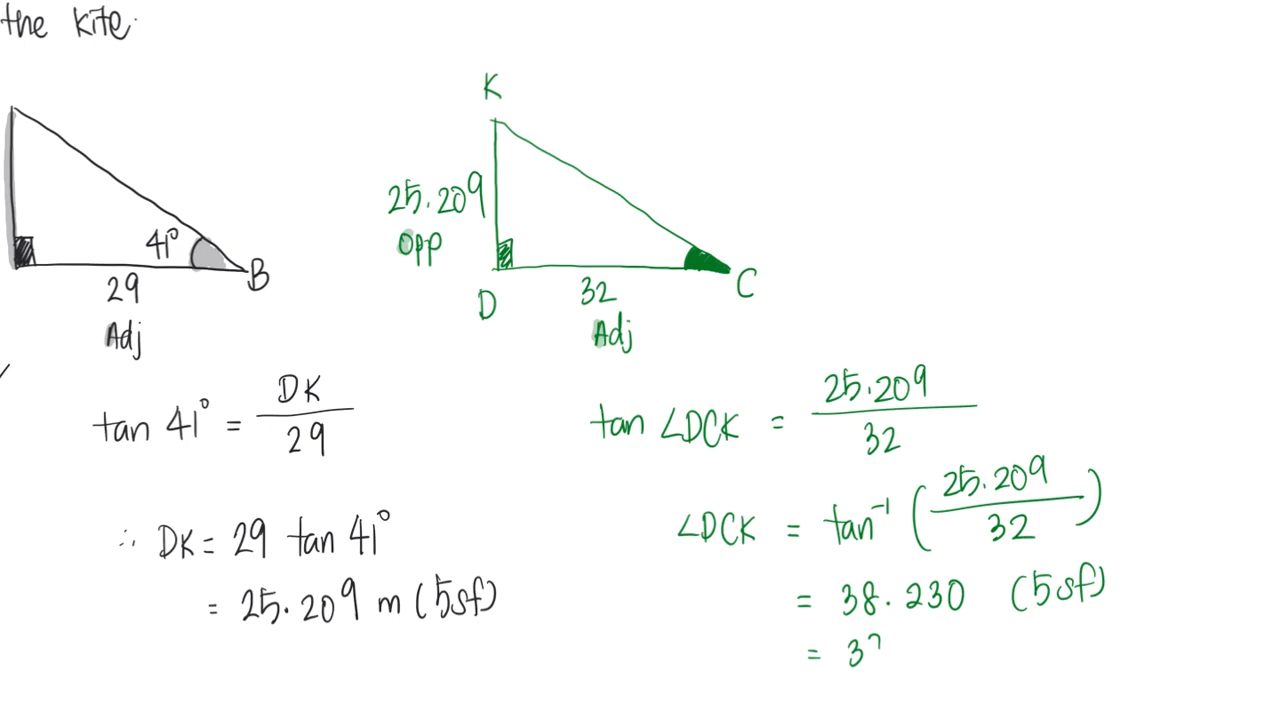 the kite.
41°
29
B
Adj
tan 41° = DK/29
∴ DK = 29 tan 41°
= 25.209 m (5sf)
K
25.209
Opp
D
32
C
Adj
tan ∠DCK = 25.209/32
∠DCK = tan⁻¹ (25.209/32)
= 38.230 (5sf)
= 3